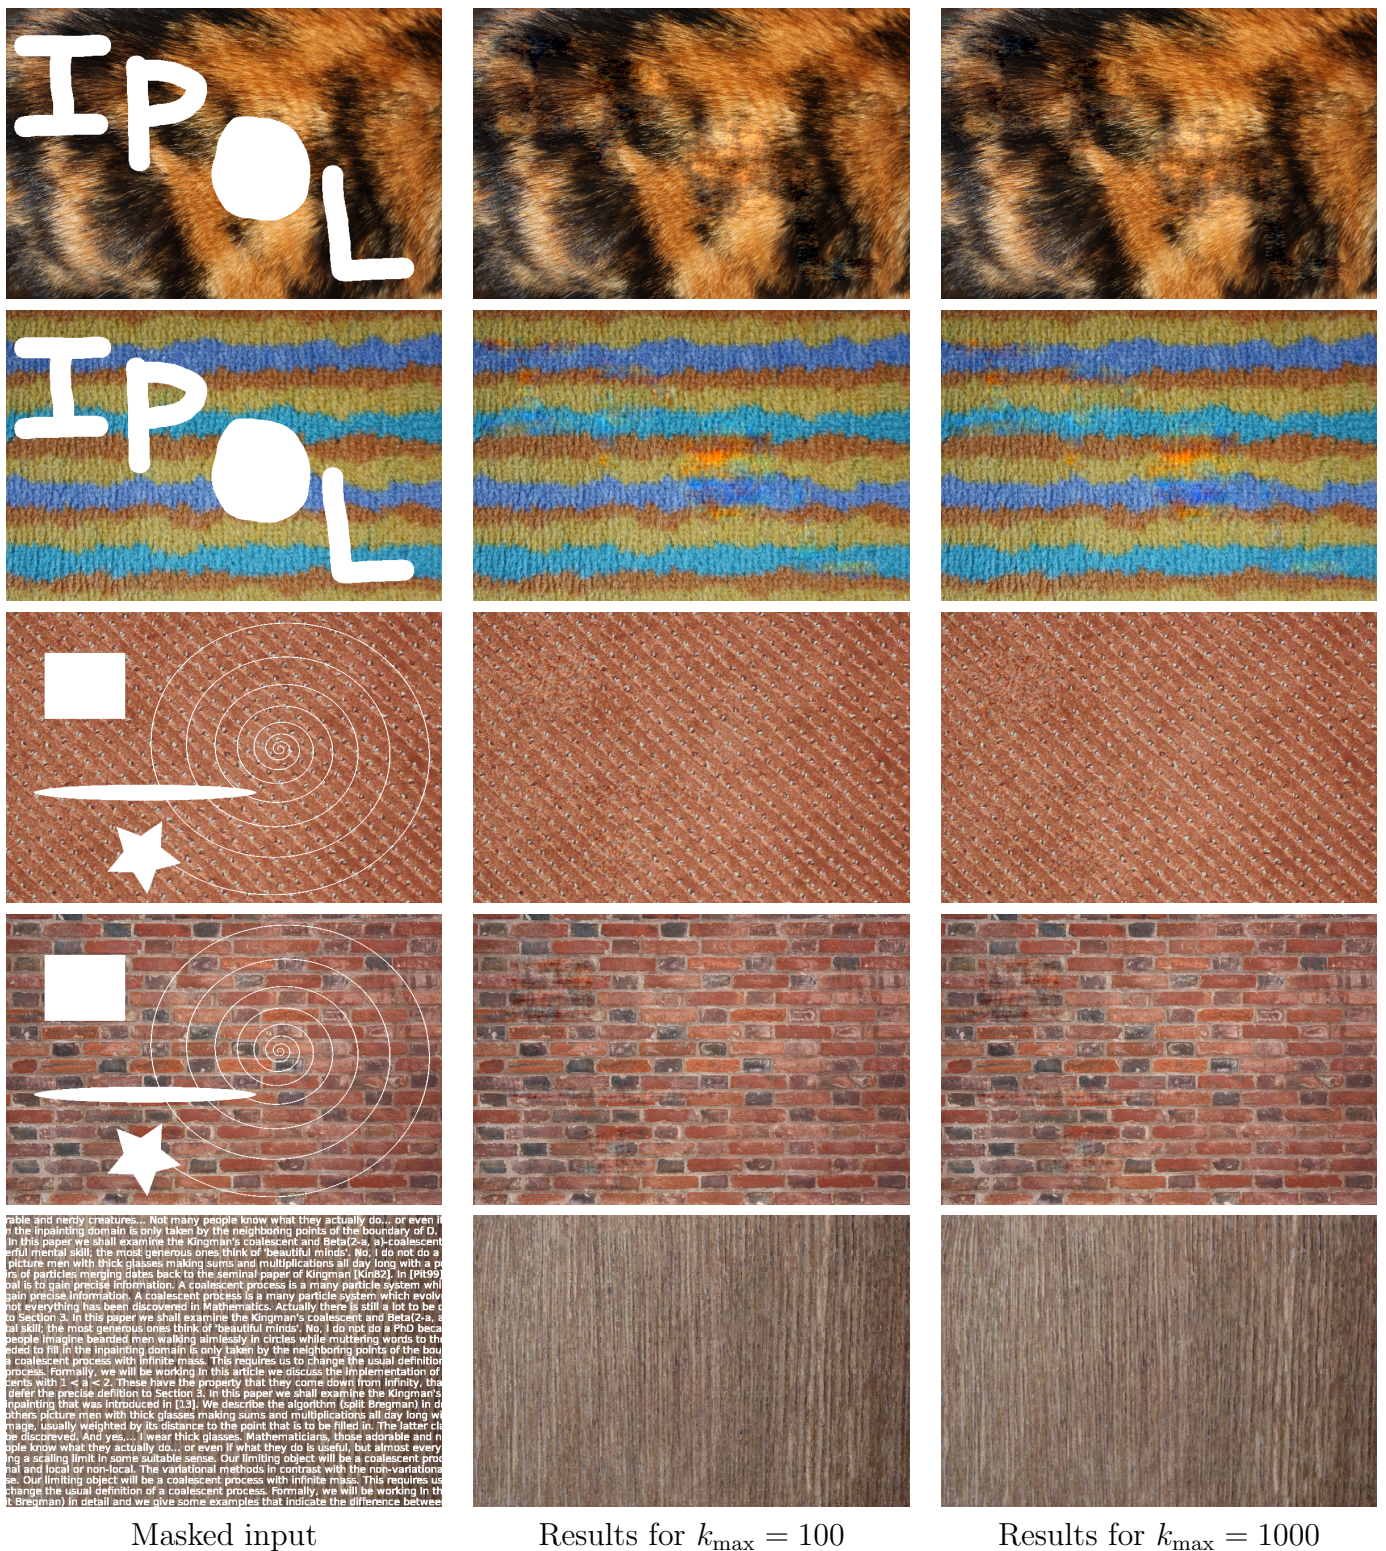 IPOL
IPOL
rable and nerdy creatures... Not many people know what they actually do... or even if
n the inpainting domain is only taken by the neighboring points of the boundary of D.
In this paper we shall examine the Kingman's coalescent and Beta(2-a, a)-coalescent
erful mental skill; the most generous ones think of 'beautiful minds'. No, I do not do a
picture men with thick glasses making sums and multiplications all day long with a p
rs of particles merging dates back to the seminal paper of Kingman [Kin82]. In [Pit99]
oal is to gain precise information. A coalescent process is a many particle system whi
gain precise information. A coalescent process is a many particle system which evolv
not everything has been discovered in Mathematics. Actually there is still a lot to be d
to Section 3. In this paper we shall examine the Kingman's coalescent and Beta(2-a, a
tal skill; the most generous ones think of 'beautiful minds'. No, I do not do a PhD beca
people imagine bearded men walking aimlessly in circles while muttering words to the
eded to fill in the inpainting domain is only taken by the neighboring points of the bou
a coalescent process with infinite mass. This requires us to change the usual definition
process. Formally, we will be working In this article we discuss the implementation of
cents with 1 < a < 2. These have the property that they come down from infinity, tha
defer the precise defiition to Section 3. In this paper we shall examine the Kingman's
inpainting that was introduced in [13]. We describe the algorithm (split Bregman) in de
others picture men with thick glasses making sums and multiplications all day long wi
mage, usually weighted by its distance to the point that is to be filled in. The latter cla
be discoreved. And yes,... I wear thick glasses. Mathematicians, those adorable and n
ople know what they actually do... or even if what they do is useful, but almost every
ing a scaling limit in some suitable sense. Our limiting object will be a coalescent proc
nal and local or non-local. The variational methods in contrast with the non-variationa
se. Our limiting object will be a coalescent process with infinite mass. This requires us
change the usual definition of a coalescent process. Formally, we will be working In th
it Bregman) in detail and we give some examples that indicate the difference between
Masked input
Results for kmax = 100
Results for kmax = 1000